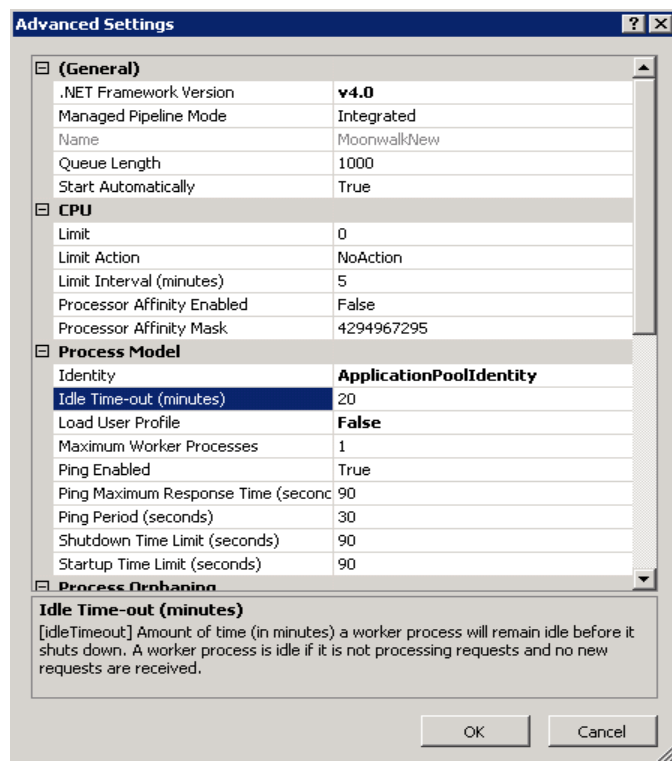 Advanced Settings
(General)
.NET Framework Version v4.0
Managed Pipeline Mode Integrated
Name MoonwalkNew
Queue Length 1000
Start Automatically True
CPU
Limit 0
Limit Action NoAction
Limit Interval (minutes) 5
Processor Affinity Enabled False
Processor Affinity Mask 4294967295
Process Model
Identity ApplicationPoolIdentity
Idle Time-out (minutes) 20
Load User Profile False
Maximum Worker Processes 1
Ping Enabled True
Ping Maximum Response Time (second 90
Ping Period (seconds) 30
Shutdown Time Limit (seconds) 90
Startup Time Limit (seconds) 90
Process Orphaning
Idle Time-out (minutes)
[idleTimeout] Amount of time (in minutes) a worker process will remain idle before it
shuts down. A worker process is idle if it is not processing requests and no new
requests are received.
OK Cancel